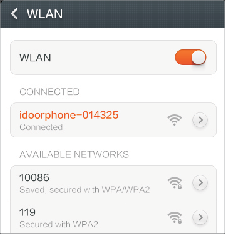 WLAN
WLAN
CONNECTED
idoorphone-014325
Connected
AVAILABLE NETWORKS
10086
Saved, secured with WPA/WPA2
119
Secured with WPA2